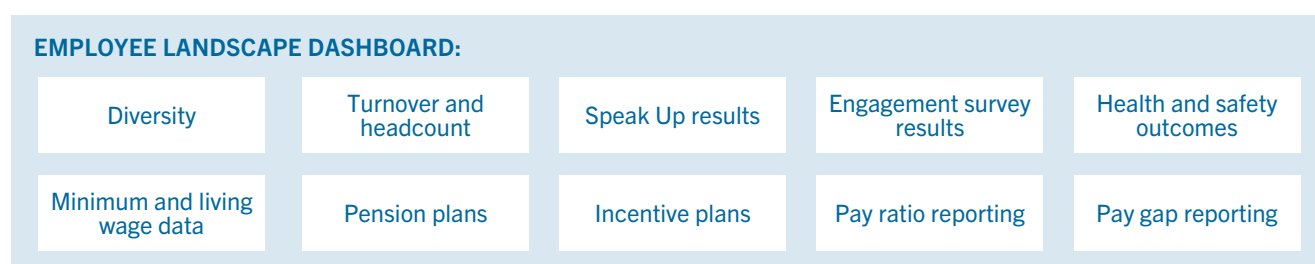 EMPLOYEE LANDSCAPE DASHBOARD:
Diversity
Turnover and
headcount
Speak Up results
Engagement survey
results
Health and safety
outcomes
Minimum and living
wage data
Pension plans
Incentive plans
Pay ratio reporting
Pay gap reporting